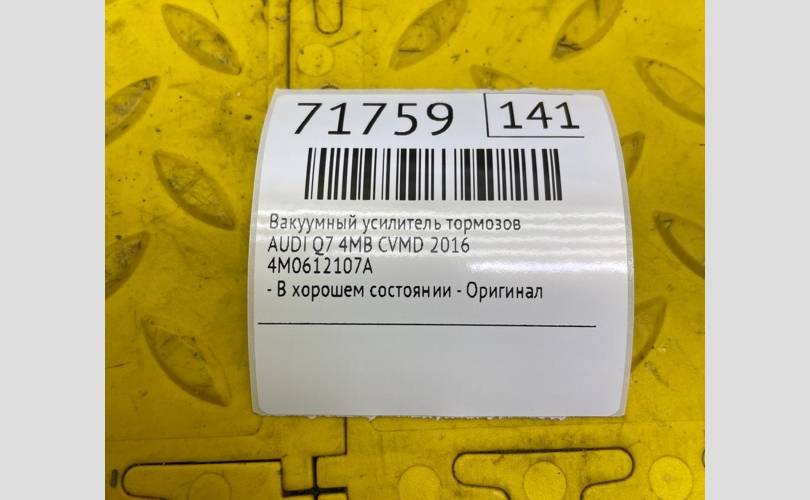 71759 141
Вакуумный усилитель тормозов
AUDI Q7 4MB CVMD 2016
4M0612107A
- В хорошем состоянии - Оригинал